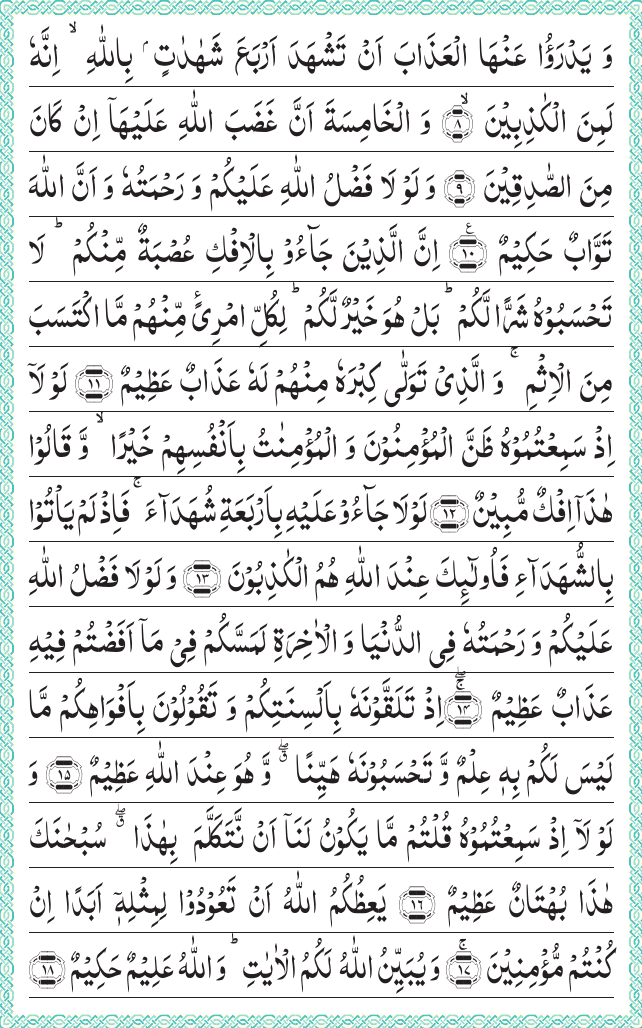 وَ يَدْرَؤُا عَنْهَا الْعَذَابَ اَنْ تَشْهَدَ اَرْبَعَ شَهٰدٰتٍۭ بِاللّٰهِ ۙ اِنَّهٗ
لَمِنَ الْكٰذِبِيْنَ ۙ﴿۸﴾ وَ الْخَامِسَةَ اَنَّ غَضَبَ اللّٰهِ عَلَيْهَاۤ اِنْ كَانَ
مِنَ الصّٰدِقِيْنَ ﴿۹﴾ وَ لَوْ لَا فَضْلُ اللّٰهِ عَلَيْكُمْ وَ رَحْمَتُهٗ وَ اَنَّ اللّٰهَ
تَوَّابٌ حَكِيْمٌ ﴿۱۰﴾ اِنَّ الَّذِيْنَ جَآءُوْ بِالْاِفْكِ عُصْبَةٌ مِّنْكُمْ ؕ لَا
تَحْسَبُوْهُ شَرًّا لَّكُمْ ؕ بَلْ هُوَ خَيْرٌ لَّكُمْ ؕ لِكُلِّ امْرِئٍ مِّنْهُمْ مَّا اكْتَسَبَ
مِنَ الْاِثْمِ ۚ وَ الَّذِيْ تَوَلّٰى كِبْرَهٗ مِنْهُمْ لَهٗ عَذَابٌ عَظِيْمٌ ﴿۱۱﴾ لَوْ لَاۤ
اِذْ سَمِعْتُمُوْهُ ظَنَّ الْمُؤْمِنُوْنَ وَ الْمُؤْمِنٰتُ بِاَنْفُسِهِمْ خَيْرًا ۙ وَّ قَالُوْا
هٰذَاۤ اِفْكٌ مُّبِيْنٌ ﴿۱۲﴾ لَوْ لَا جَآءُوْ عَلَيْهِ بِاَرْبَعَةِ شُهَدَآءَ ۚ فَاِذْ لَمْ يَاْتُوْا
بِالشُّهَدَآءِ فَاُولٰٓئِكَ عِنْدَ اللّٰهِ هُمُ الْكٰذِبُوْنَ ﴿۱۳﴾ وَ لَوْ لَا فَضْلُ اللّٰهِ
عَلَيْكُمْ وَ رَحْمَتُهٗ فِي الدُّنْيَا وَ الْاٰخِرَةِ لَمَسَّكُمْ فِيْ مَاۤ اَفَضْتُمْ فِيْهِ
عَذَابٌ عَظِيْمٌ ۚۖ﴿۱۴﴾ اِذْ تَلَقَّوْنَهٗ بِاَلْسِنَتِكُمْ وَ تَقُوْلُوْنَ بِاَفْوَاهِكُمْ مَّا
لَيْسَ لَكُمْ بِهٖ عِلْمٌ وَّ تَحْسَبُوْنَهٗ هَيِّنًا ۖۗ وَّ هُوَ عِنْدَ اللّٰهِ عَظِيْمٌ ﴿۱۵﴾ وَ
لَوْ لَاۤ اِذْ سَمِعْتُمُوْهُ قُلْتُمْ مَّا يَكُوْنُ لَنَاۤ اَنْ نَّتَكَلَّمَ بِهٰذَا ۖۗ سُبْحٰنَكَ
هٰذَا بُهْتَانٌ عَظِيْمٌ ﴿۱۶﴾ يَعِظُكُمُ اللّٰهُ اَنْ تَعُوْدُوْا لِمِثْلِهٖۤ اَبَدًا اِنْ
كُنْتُمْ مُّؤْمِنِيْنَ ۚ﴿۱۷﴾ وَ يُبَيِّنُ اللّٰهُ لَكُمُ الْاٰيٰتِ ؕ وَ اللّٰهُ عَلِيْمٌ حَكِيْمٌ ﴿۱۸﴾